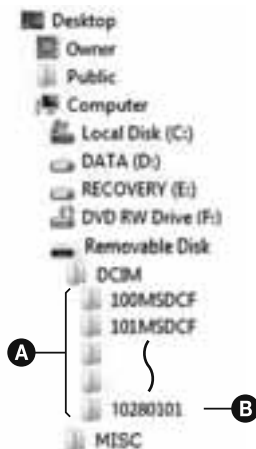 Desktop
Owner
Public
Computer
Local Disk (C:)
DATA (D:)
RECOVERY (E:)
DVD RW Drive (F:)
Removable Disk
DCIM
100MSDCF
101MSDCF
A
10280101 B
MISC